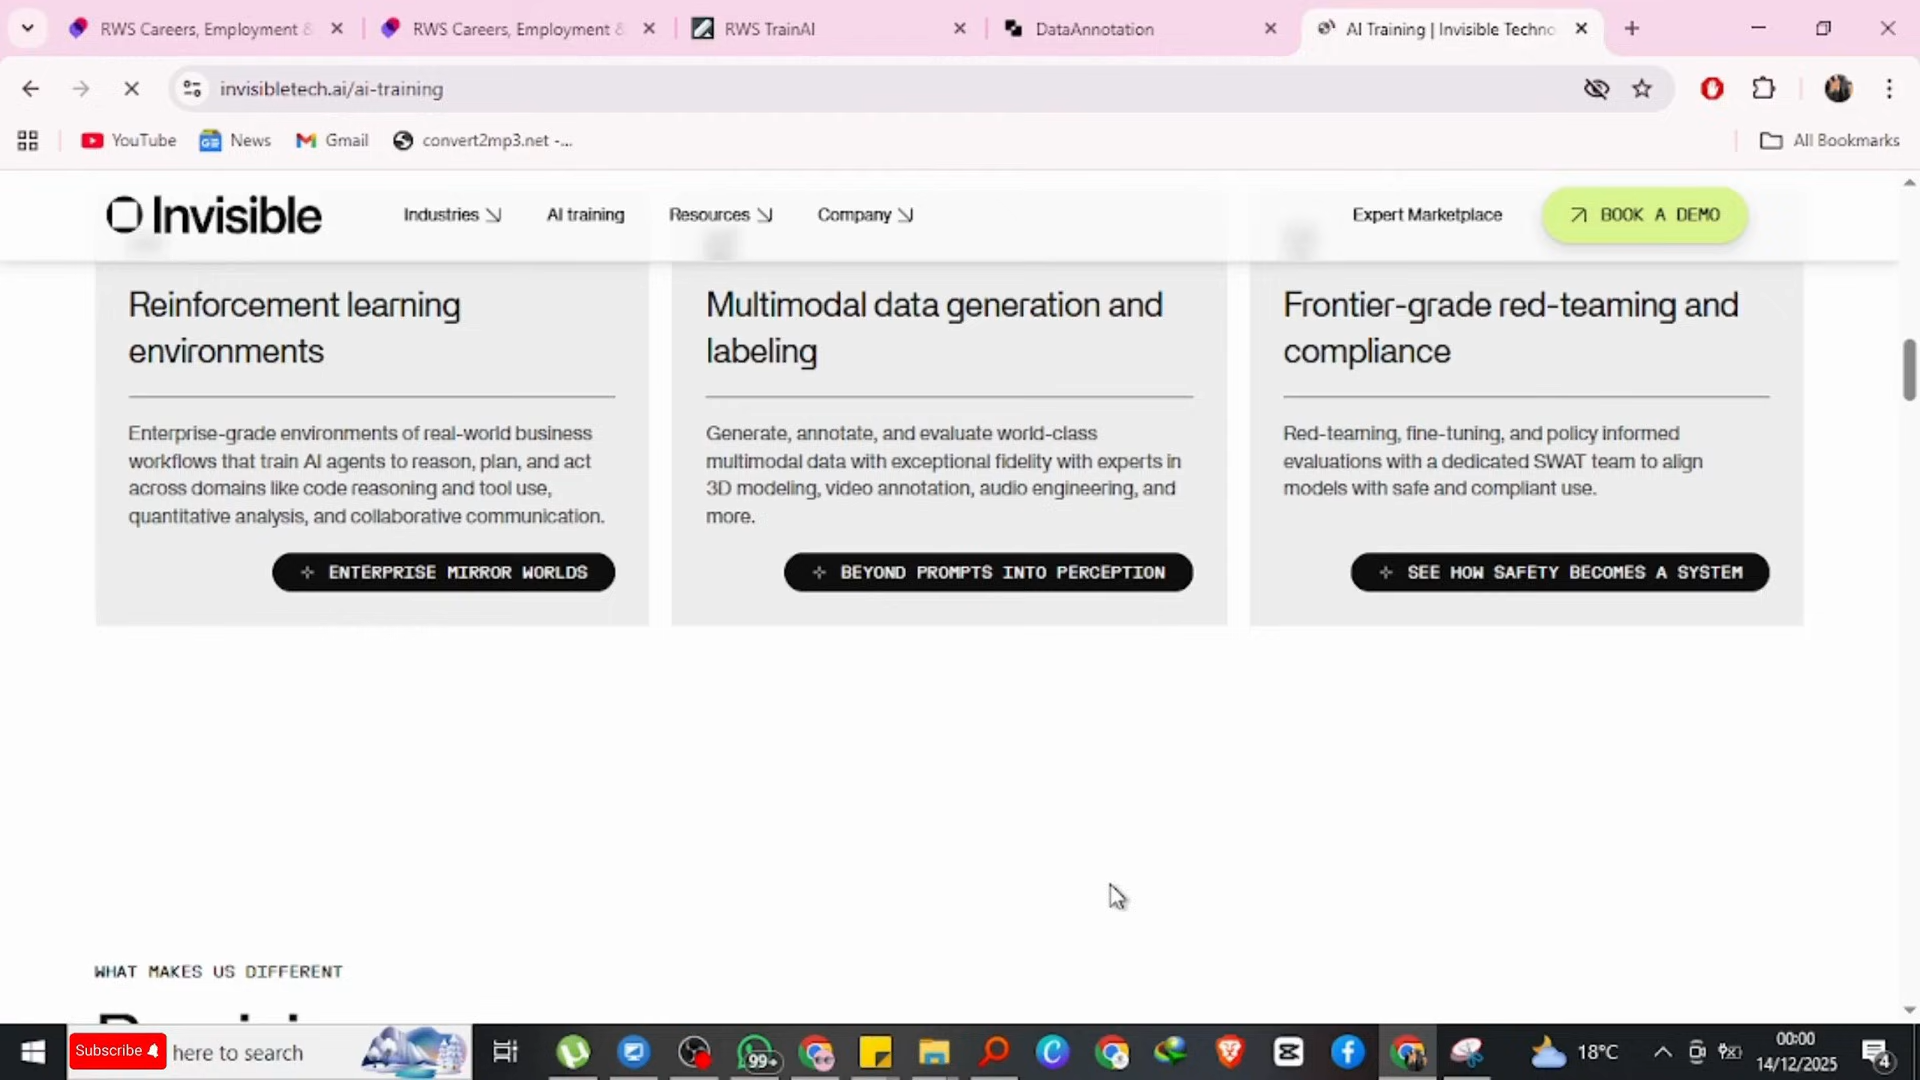 RWS Careers, Employment &
RWS Careers, Employment &
RWS TrainAI
DataAnnotation
AI Training | Invisible Techno
invisibletech.ai/ai-training
YouTube
News
Gmail
convert2mp3.net -...
All Bookmarks
Invisible
Industries
AI training
Resources
Company
Expert Marketplace
BOOK A DEMO
Reinforcement learning
environments
Enterprise-grade environments of real-world business
workflows that train AI agents to reason, plan, and act
across domains like code reasoning and tool use,
quantitative analysis, and collaborative communication.
ENTERPRISE MIRROR WORLDS
Multimodal data generation and
labeling
Generate, annotate, and evaluate world-class
multimodal data with exceptional fidelity with experts in
3D modeling, video annotation, audio engineering, and
more.
BEYOND PROMPTS INTO PERCEPTION
Frontier-grade red-teaming and
compliance
Red-teaming, fine-tuning, and policy informed
evaluations with a dedicated SWAT team to align
models with safe and compliant use.
SEE HOW SAFETY BECOMES A SYSTEM
WHAT MAKES US DIFFERENT
Subscribe
here to search
99+
18°C
00:00
14/12/2025
4